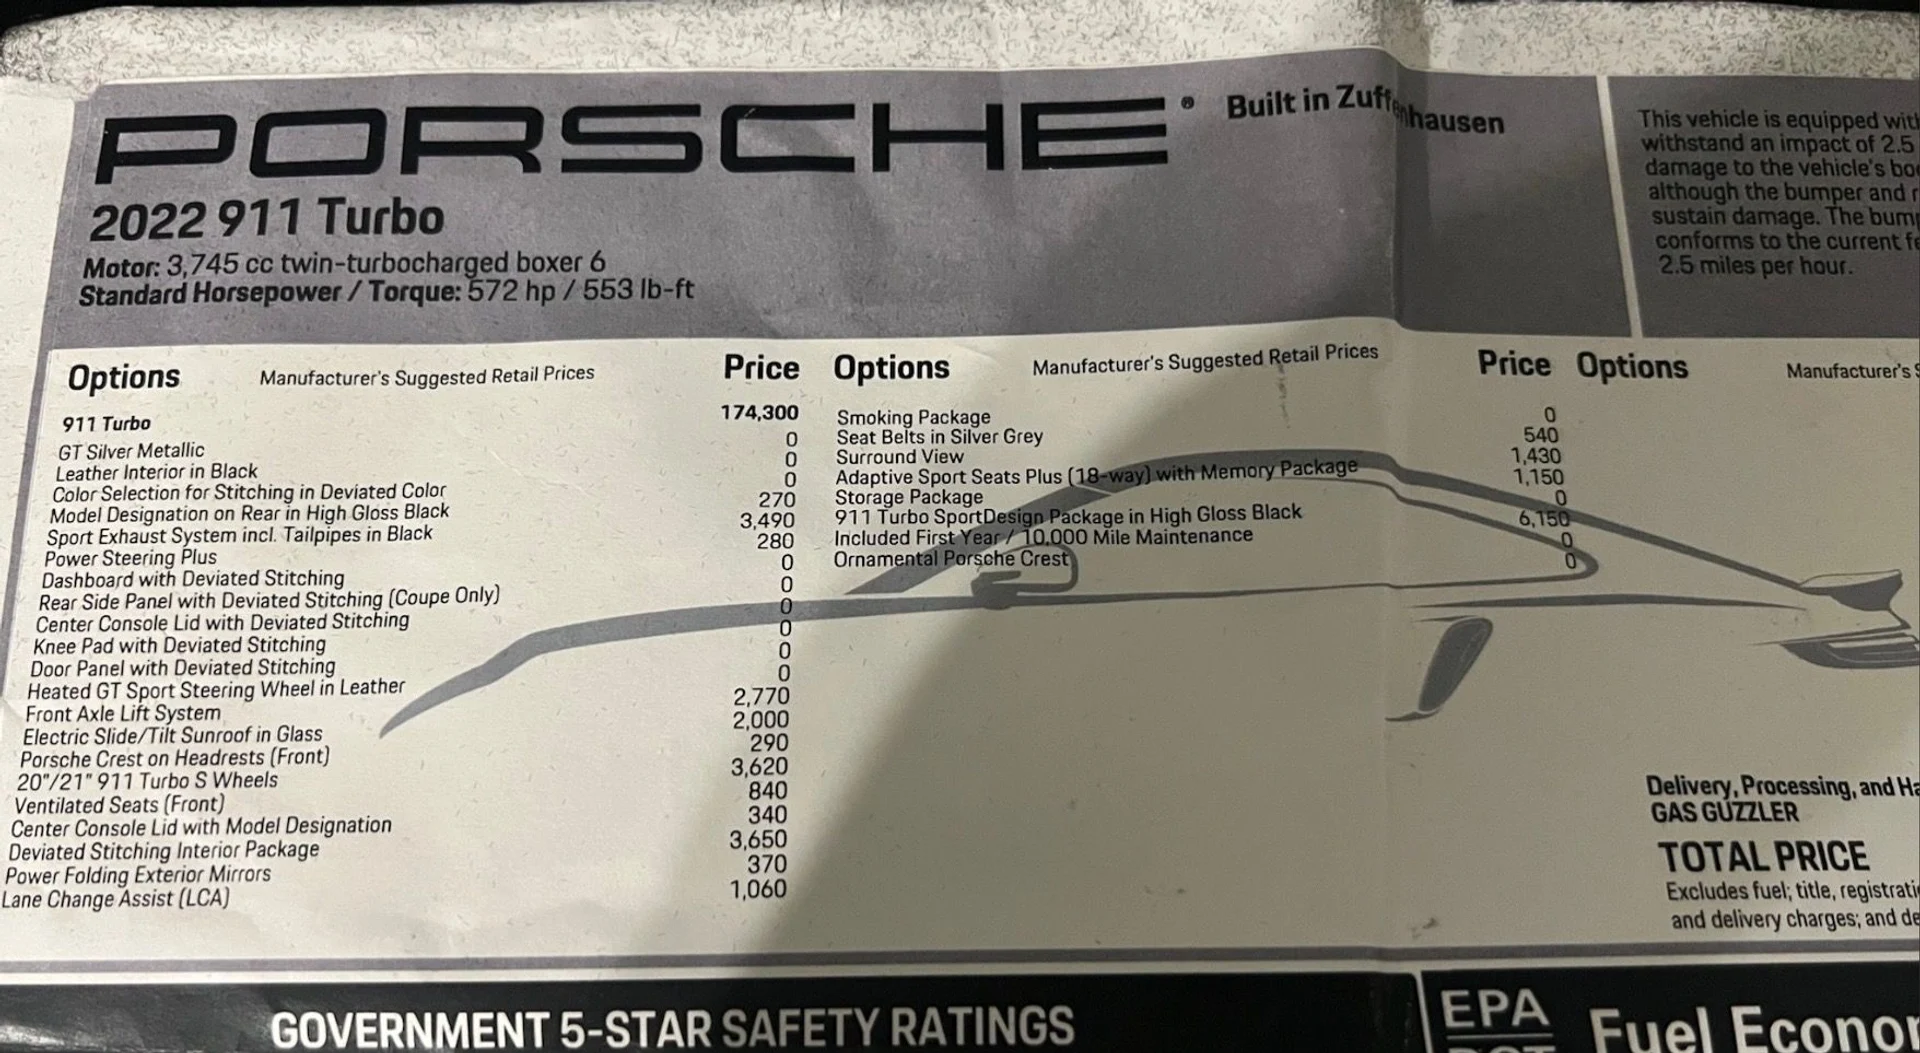 PORSCHE® Built in Zuffenhausen
2022 911 Turbo
Motor: 3,745 cc twin-turbocharged boxer 6
Standard Horsepower / Torque: 572 hp / 553 lb-ft
This vehicle is equipped with
withstand an impact of 2.5
damage to the vehicle's
although the bumper and
sustain damage. The
conforms to the current
2.5 miles per hour.
Options Manufacturer's Suggested Retail Prices Price
911 Turbo 174,300
GT Silver Metallic 0
Leather Interior in Black 0
Color Selection for Stitching in Deviated Color 0
Model Designation on Rear in High Gloss Black 270
Sport Exhaust System incl. Tailpipes in Black 3,490
Power Steering Plus 280
Dashboard with Deviated Stitching 0
Rear Side Panel with Deviated Stitching (Coupe Only) 0
Center Console Lid with Deviated Stitching 0
Knee Pad with Deviated Stitching 0
Door Panel with Deviated Stitching 0
Heated GT Sport Steering Wheel in Leather 0
Front Axle Lift System 2,770
Electric Slide/Tilt Sunroof in Glass 2,000
Porsche Crest on Headrests (Front) 290
20"/21" 911 Turbo S Wheels 3,620
Ventilated Seats (Front) 840
Center Console Lid with Model Designation 340
Deviated Stitching Interior Package 3,650
Power Folding Exterior Mirrors 370
Lane Change Assist (LCA) 1,060
Options Manufacturer's Suggested Retail Prices Price
Smoking Package 0
Seat Belts in Silver Grey 540
Surround View 1,430
Adaptive Sport Seats Plus (18-way) with Memory Package 1,150
Storage Package 0
911 Turbo SportDesign Package in High Gloss Black 6,150
Included First Year / 10,000 Mile Maintenance 0
Ornamental Porsche Crest 0
Options Manufacturer's
Delivery, Processing, and
GAS GUZZLER
TOTAL PRICE
Excludes fuel; title,
and delivery charges; and
GOVERNMENT 5-STAR SAFETY RATINGS
EPA
Fuel